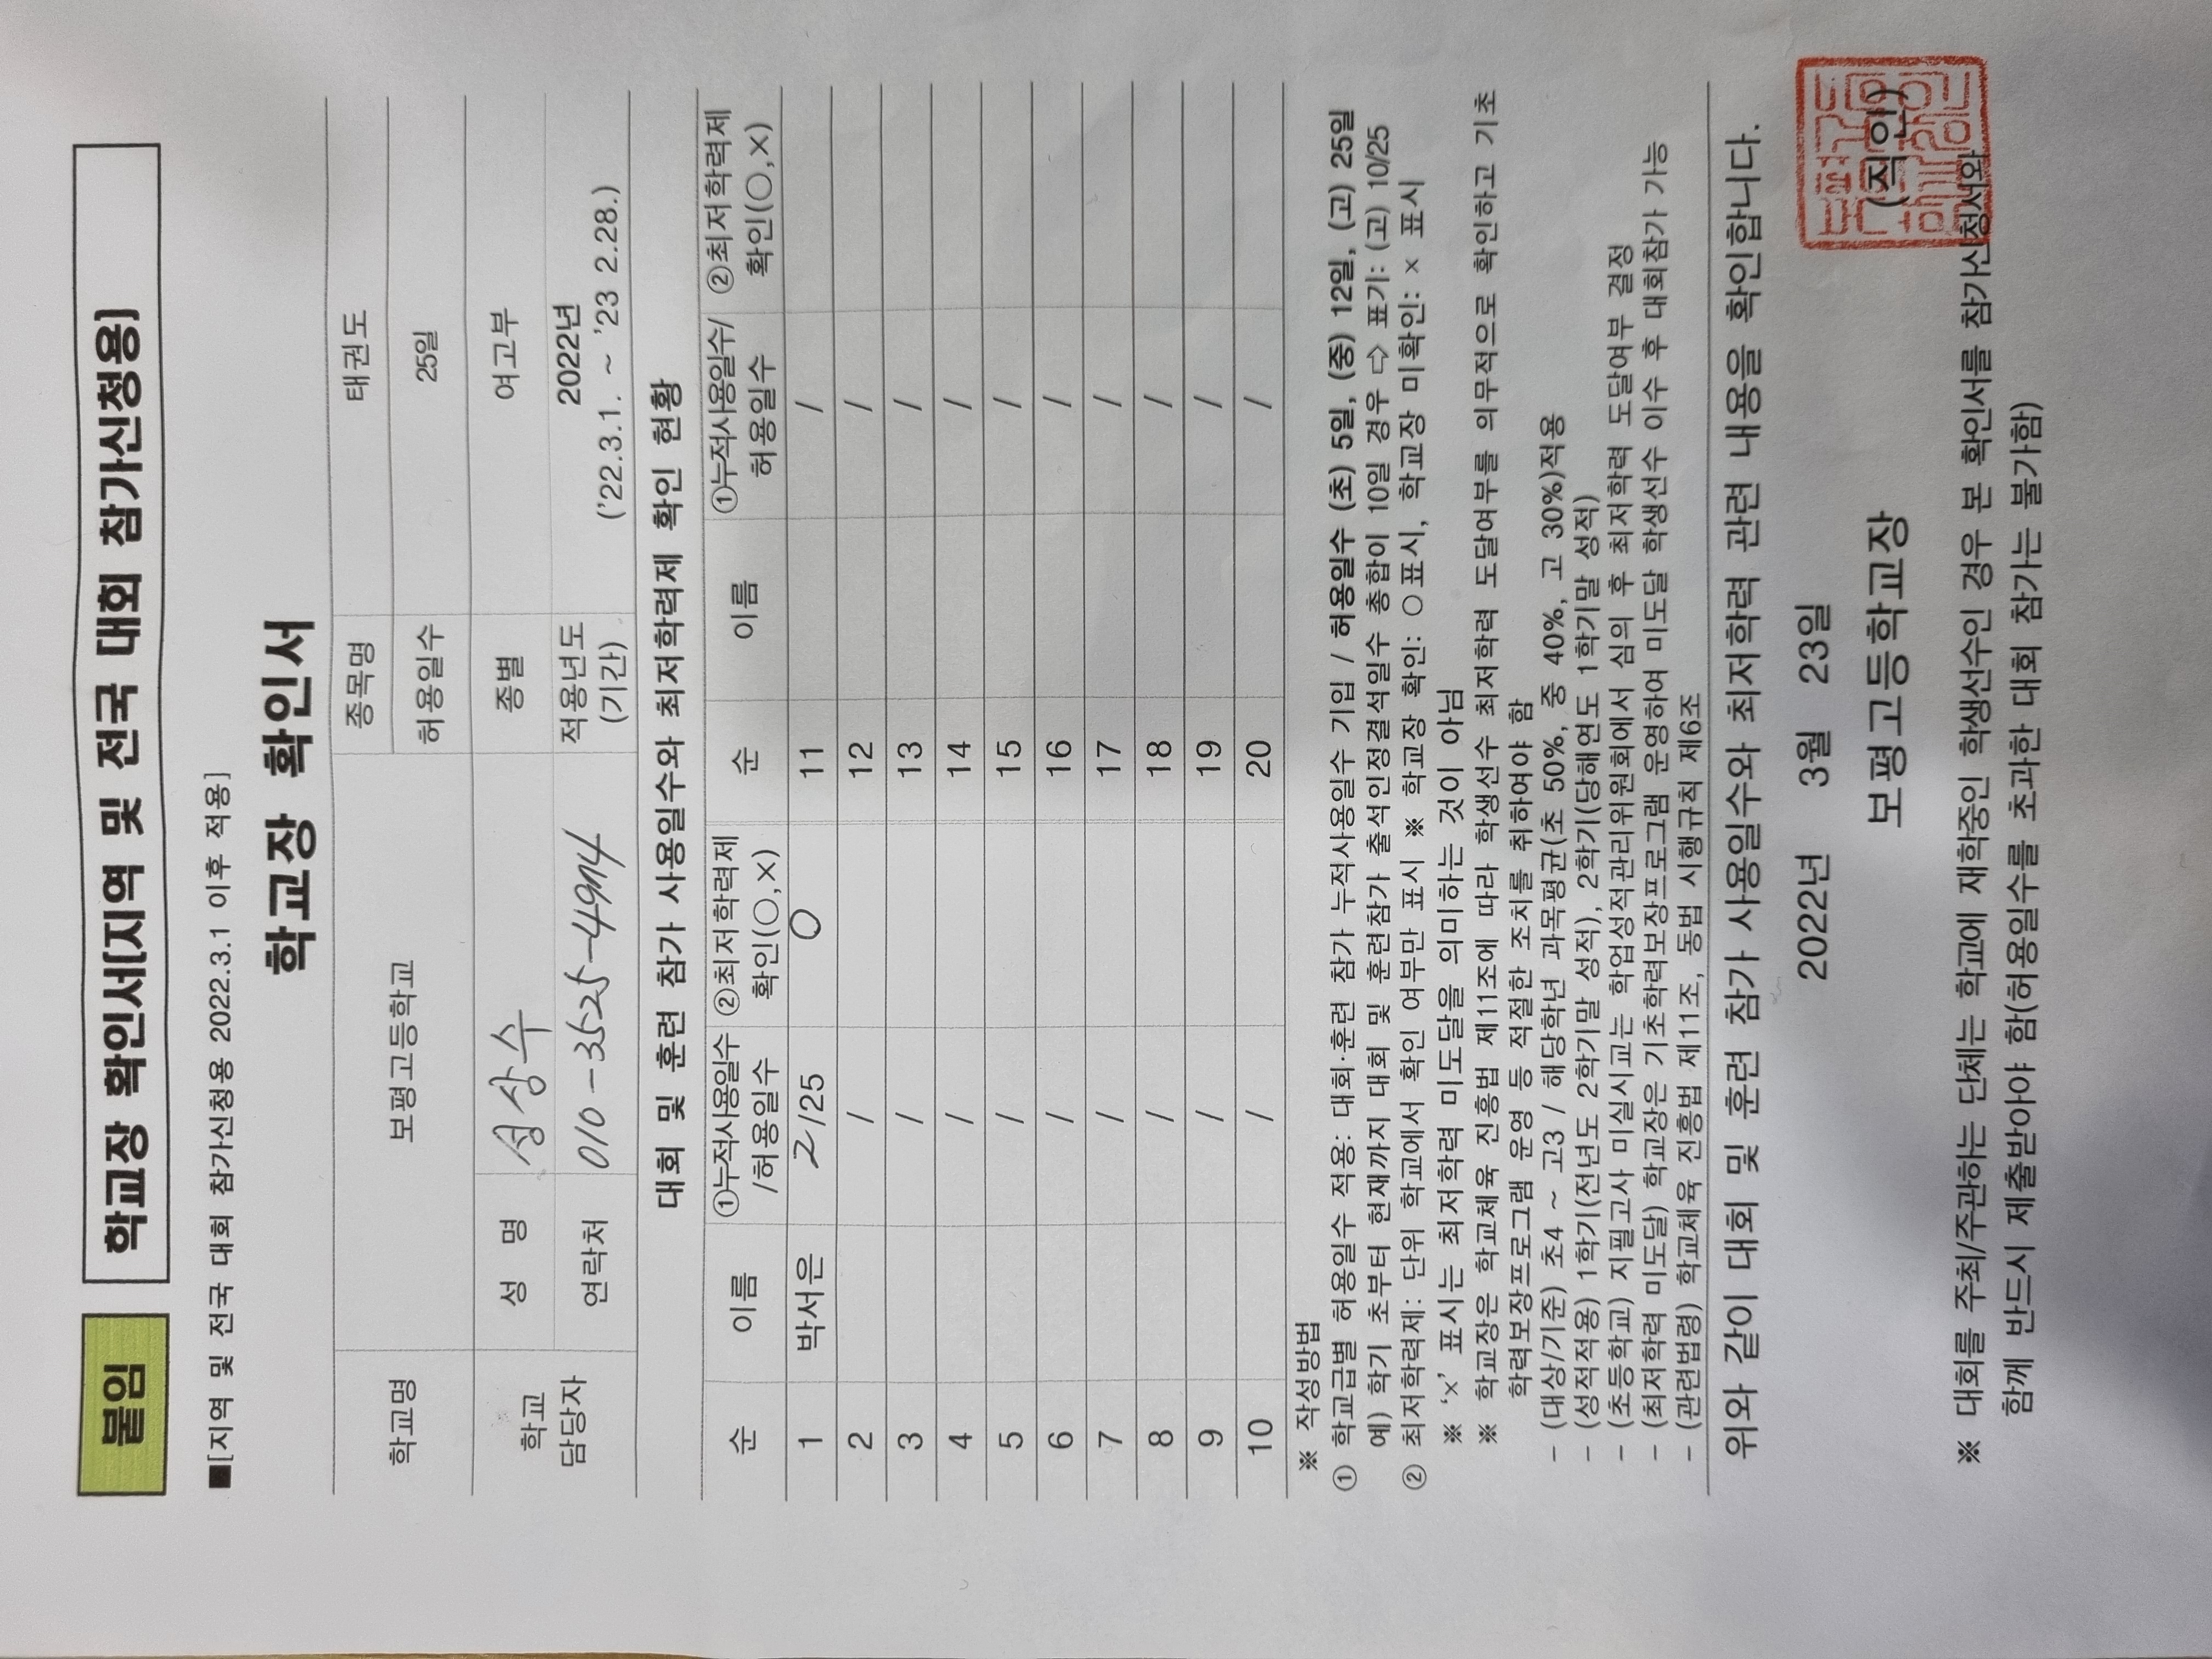 붙임 학교장 확인서[지역 및 전국 대회 참가신청용]
■[지역 및 전국 대회 참가신청용 2022.3.1 이후 적용]
학교장 확인서
학교명 보평고등학교 종목명 태권도
허용일수 25일
학교 담당자 성 명 성상수 종별 여고부
연락처 010-3525- 적용년도 (기간) 2022년 ('22.3.1. ~ '23 2.28.)
대회 및 훈련 참가 사용일수와 최저학력제 확인 현황
순 이름 ①누적사용일수/허용일수 ②최저학력제 확인(○,×) 순 이름 ①누적사용일수/허용일수 ②최저학력제 확인(○,×)
1 박서은 2/25 ○ 11 /
2 / 12 /
3 / 13 /
4 / 14 /
5 / 15 /
6 / 16 /
7 / 17 /
8 / 18 /
9 / 19 /
10 / 20 /
※ 작성방법
① 학교급별 허용일수 적용: 대회·훈련 참가 누적사용일수 기입 / 허용일수 (초) 5일, (중) 12일, (고) 25일
예) 학기 초부터 현재까지 대회 및 훈련참가 출석인정결석일수 총합이 10일 경우 ⇨ 표기: (고) 10/25
② 최저학력제: 단위 학교에서 확인 여부만 표시 ※ 학교장 확인: ○표시, 학교장 미확인: × 표시
※ '×' 표시는 최저학력 미도달을 의미하는 것이 아님
※ 학교장은 학교체육 진흥법 제11조에 따라 학생선수 최저학력 도달여부를 의무적으로 확인하고 기초
학력보장프로그램 운영 등 적절한 조치를 취하여야 함
- (대상/기준) 초4 ~ 고3 / 해당학년 과목평균(초 50%, 중 40%, 고 30%)적용
- (성적적용) 1학기(전년도 2학기말 성적), 2학기(당해연도 1학기말 성적)
- (초등학교) 지필고사 미실시교는 학업성적관리위원회에서 심의 후 최저학력 도달여부 결정
- (최저학력 미도달) 학교장은 기초학력보장프로그램 운영하여 미도달 학생선수 이수 후 대회참가 가능
- (관련법령) 학교체육 진흥법 제11조, 동법 시행규칙 제6조
위와 같이 대회 및 훈련 참가 사용일수와 최저학력 관련 내용을 확인합니다.
2022년 3월 23일
보평고등학교장 (직인)
※ 대회를 주최/주관하는 단체는 학교에 재학중인 학생선수인 경우 본 확인서를 참가신청서와
함께 반드시 제출받아야 함(허용일수를 초과한 대회 참가는 불가함)